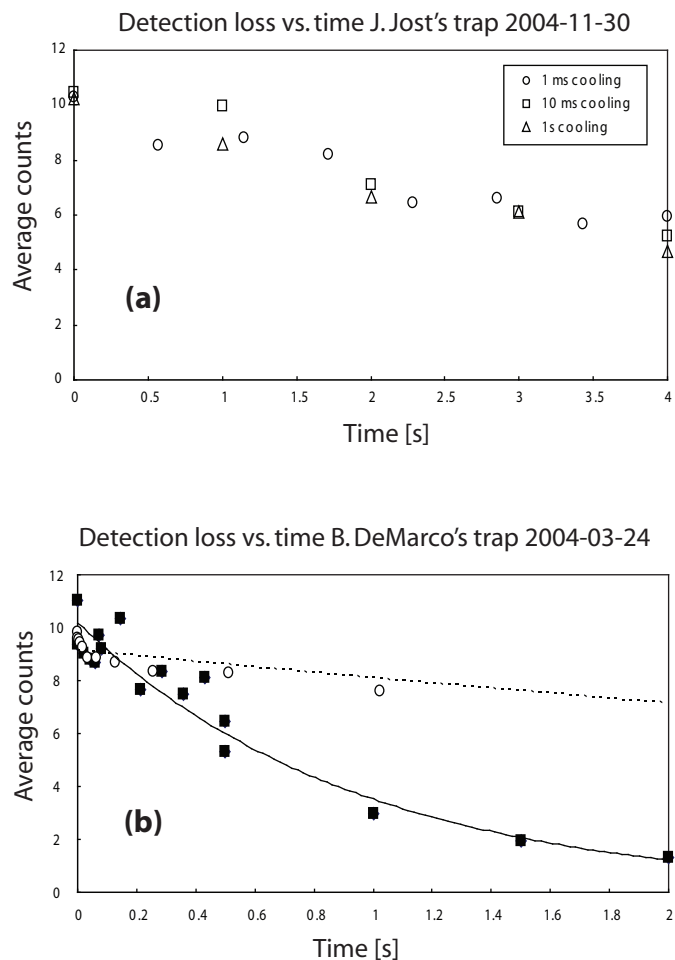 Detection loss vs. time J. Jost's trap 2004-11-30
12
10
8
6
4
2
0
Average counts
1 ms cooling
10 ms cooling
1s cooling
(a)
0 0.5 1 1.5 2 2.5 3 3.5 4
Time [s]
Detection loss vs. time B. DeMarco's trap 2004-03-24
12
10
8
6
4
2
0
Average counts
(b)
0 0.2 0.4 0.6 0.8 1 1.2 1.4 1.6 1.8 2
Time [s]